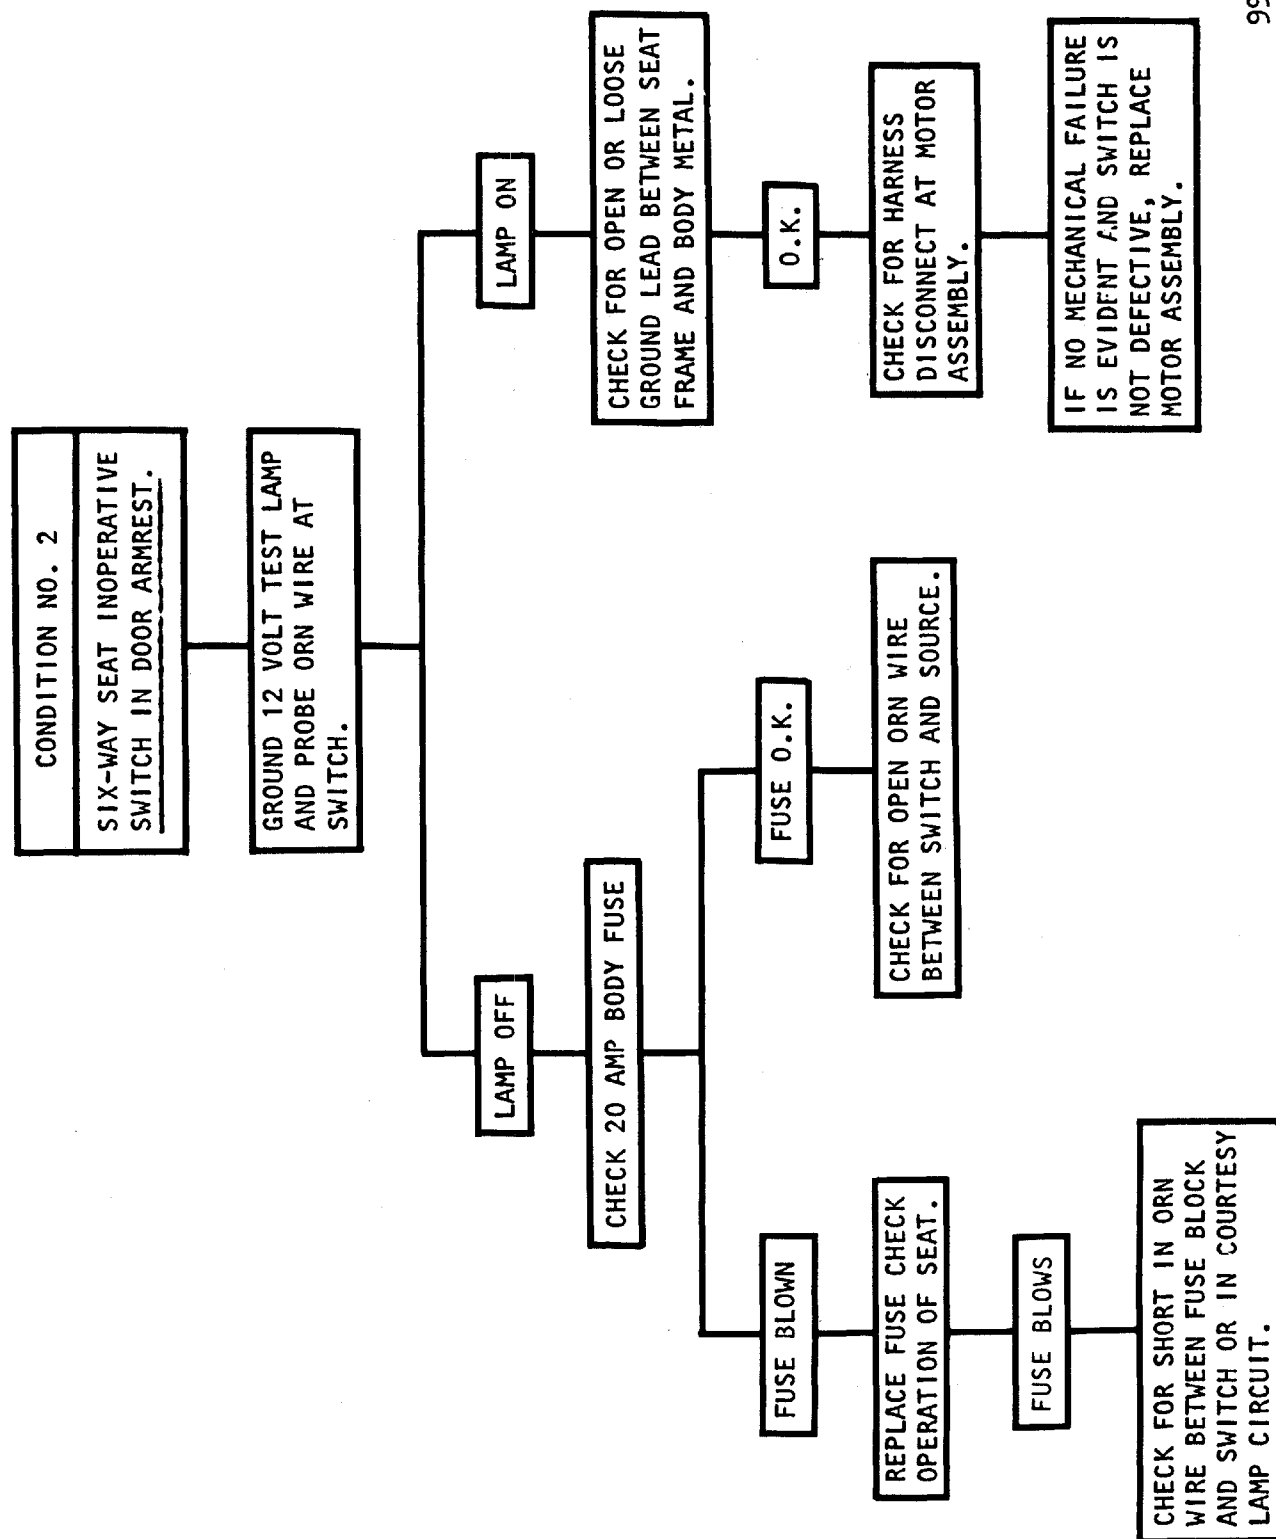 CONDITION NO. 2
SIX-WAY SEAT INOPERATIVE
SWITCH IN DOOR ARMREST.
GROUND 12 VOLT TEST LAMP
AND PROBE ORN WIRE AT
SWITCH.
LAMP OFF
LAMP ON
CHECK 20 AMP BODY FUSE
CHECK FOR OPEN OR LOOSE
GROUND LEAD BETWEEN SEAT
FRAME AND BODY METAL.
FUSE BLOWN
FUSE O.K.
O.K.
REPLACE FUSE CHECK
OPERATION OF SEAT.
CHECK FOR OPEN ORN WIRE
BETWEEN SWITCH AND SOURCE.
CHECK FOR HARNESS
DISCONNECT AT MOTOR
ASSEMBLY.
FUSE BLOWS
IF NO MECHANICAL FAILURE
IS EVIDENT AND SWITCH IS
NOT DEFECTIVE, REPLACE
MOTOR ASSEMBLY.
CHECK FOR SHORT IN ORN
WIRE BETWEEN FUSE BLOCK
AND SWITCH OR IN COURTESY
LAMP CIRCUIT.